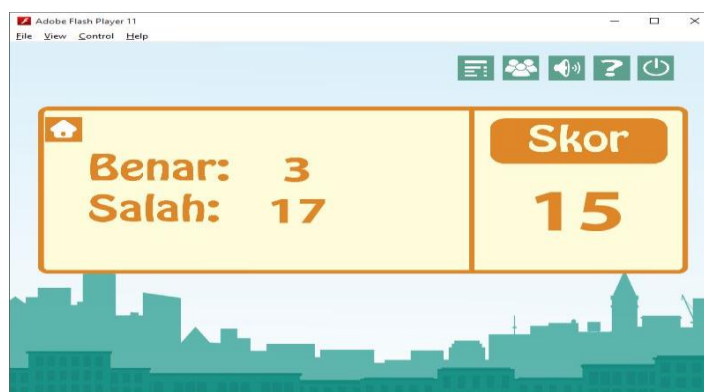 Adobe Flash Player 11
File View Control Help
?
Benar: 3
Salah: 17
Skor
15